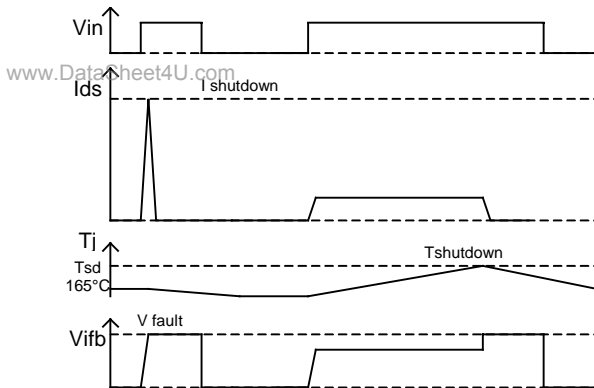 Vin
www.DataSheet4U.com
Ids
I shutdown
Tj
Tsd
165°C
Tshutdown
Vifb
V fault